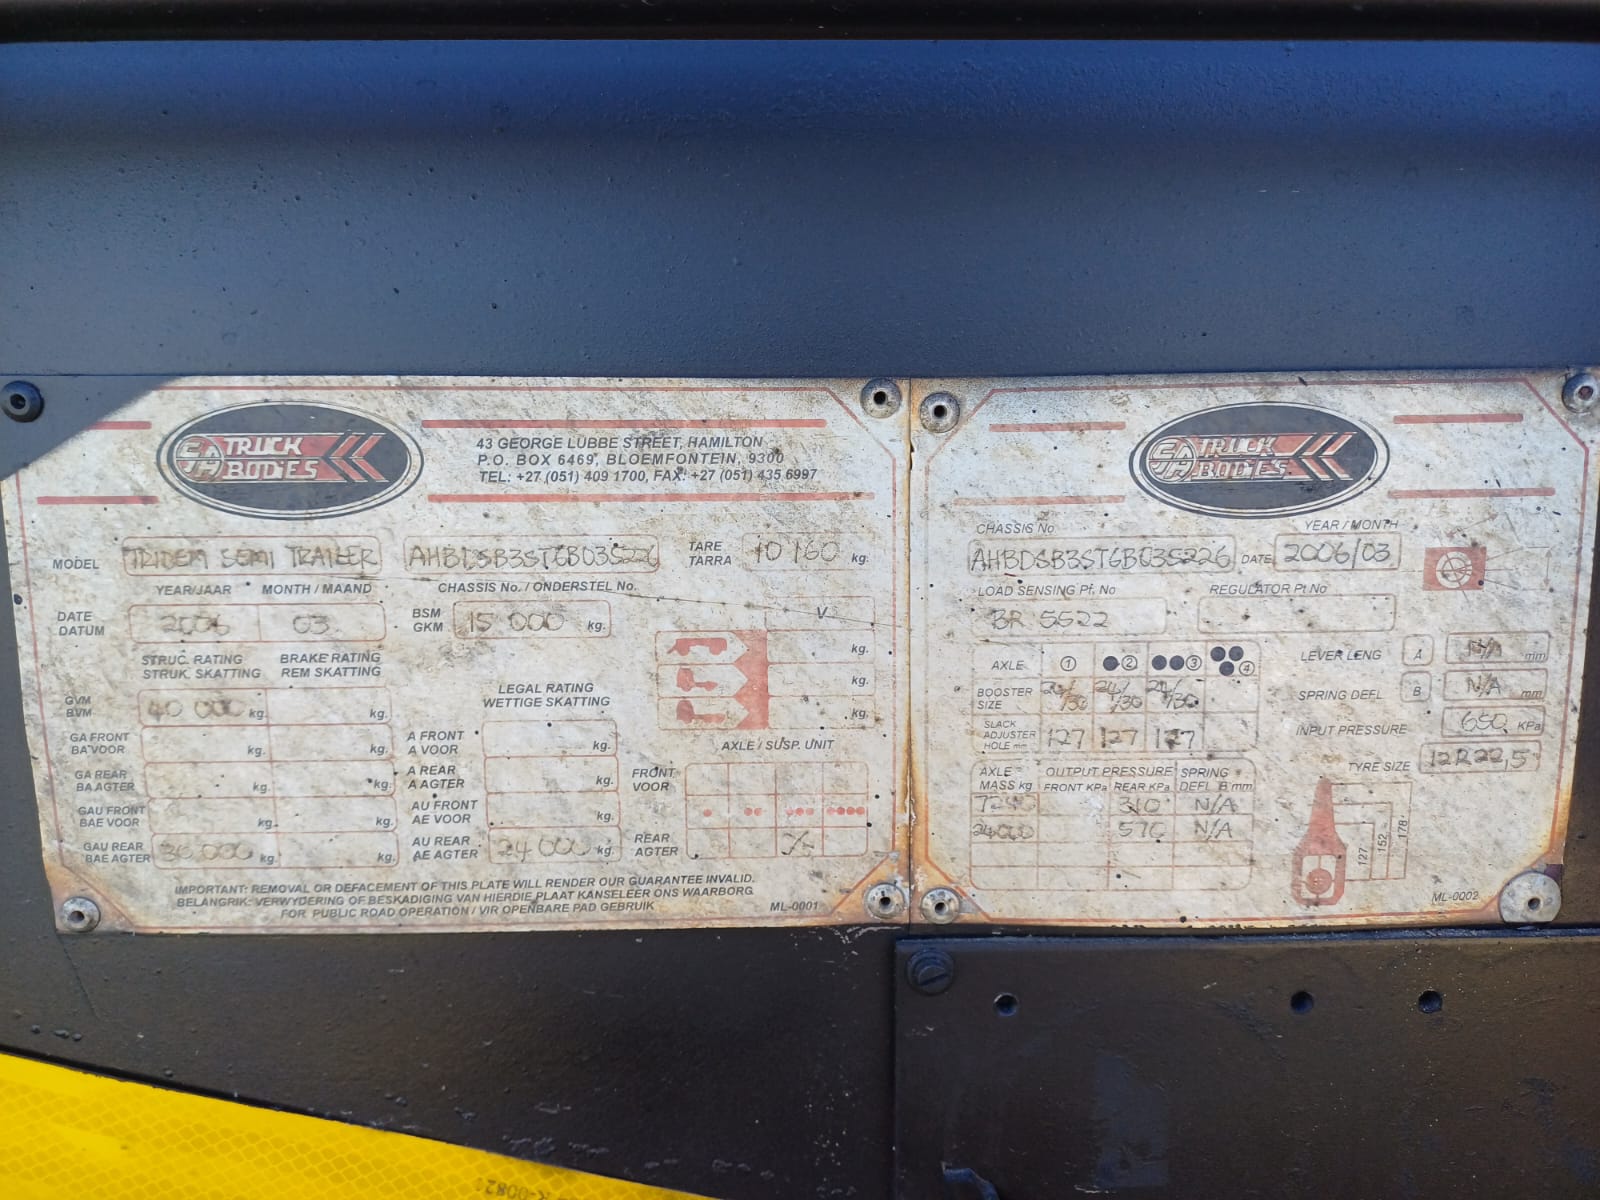 SA TRUCK BODIES
43 GEORGE LUBBE STREET, HAMILTON
P.O. BOX 6469, BLOEMFONTEIN, 9300
TEL: +27 (051) 409 1700, FAX: +27 (051) 435 6997
MODEL TRIDEM SEMI TRAILER AHBDSB3ST6B035226 TARE TARRA 10 160 kg.
YEAR/JAAR MONTH / MAAND CHASSIS No. / ONDERSTEL No.
DATE DATUM 2006 03 BSM GKM 15 000 kg. V
STRUC. RATING STRUK. SKATTING BRAKE RATING REM SKATTING kg.
LEGAL RATING WETTIGE SKATTING kg.
GVM BVM 40 000 kg. kg. kg.
GA FRONT BA VOOR kg. kg. A FRONT A VOOR kg. AXLE / SUSP. UNIT
GA REAR BA AGTER kg. kg. A REAR A AGTER kg. FRONT VOOR
GAU FRONT BAE VOOR kg. kg. AU FRONT AE VOOR kg.
GAU REAR BAE AGTER 36 000 kg. kg. AU REAR AE AGTER 24 000 kg. REAR AGTER
IMPORTANT: REMOVAL OR DEFACEMENT OF THIS PLATE WILL RENDER OUR GUARANTEE INVALID.
BELANGRIK: VERWYDERING OF BESKADIGING VAN HIERDIE PLAAT KANSELEER ONS WAARBORG.
FOR PUBLIC ROAD OPERATION / VIR OPENBARE PAD GEBRUIK ML-0001
SA TRUCK BODIES
CHASSIS No YEAR / MONTH
AHBDSB3ST6B035226 DATE 2006/03
LOAD SENSING Pt. No REGULATOR Pt No
BR 5522
AXLE 1 2 3 4 LEVER LENG A N/A mm
BOOSTER SIZE 24/30 24/30 24/30 SPRING DEFL B N/A mm
SLACK ADJUSTER HOLE mm 127 127 127 INPUT PRESSURE 650 KPa
TYRE SIZE 12R22,5
AXLE MASS kg OUTPUT PRESSURE FRONT KPa REAR KPa SPRING DEFL B mm
7240 310 N/A
24000 570 N/A
127 152 178
ML-0002